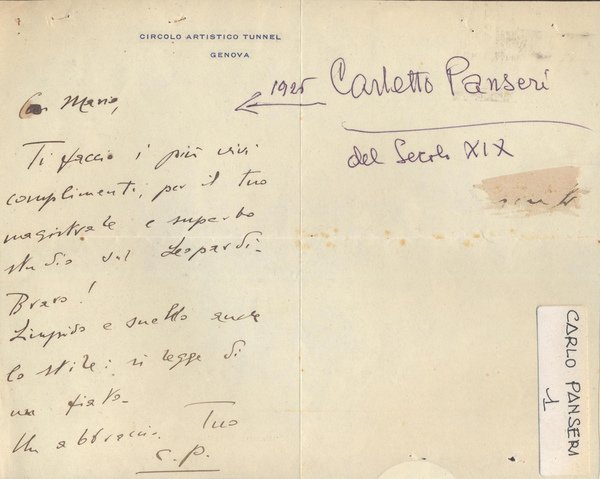 CIRCOLO ARTISTICO TUNNEL
GENOVA
Car Mario,
Ti faccio i più vivi
complimenti, per il tuo
magistrale e superbo
studio sul Leopardi.
Bravo!
Limpido e snello anche
lo stile: si legge di
un fiato.
Un abbraccio. Tuo
C. P.
1925 Carletto Panseri
del Secolo XIX
CARLO PANSERI
1